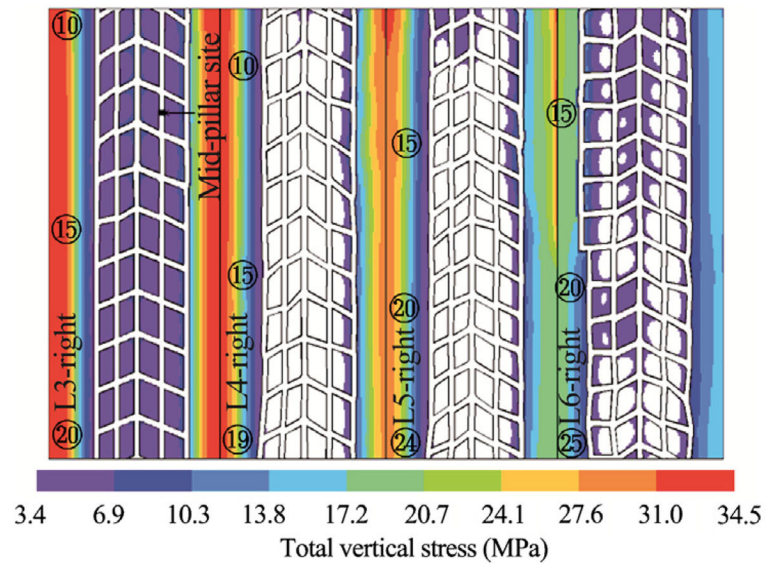 ⑩
Mid-pillar site
⑩
⑮
⑮
⑮
⑮
⑳
⑳
L3-right
L4-right
L5-right
L6-right
⑳
⑲
㉔
㉕
3.4 6.9 10.3 13.8 17.2 20.7 24.1 27.6 31.0 34.5
Total vertical stress (MPa)